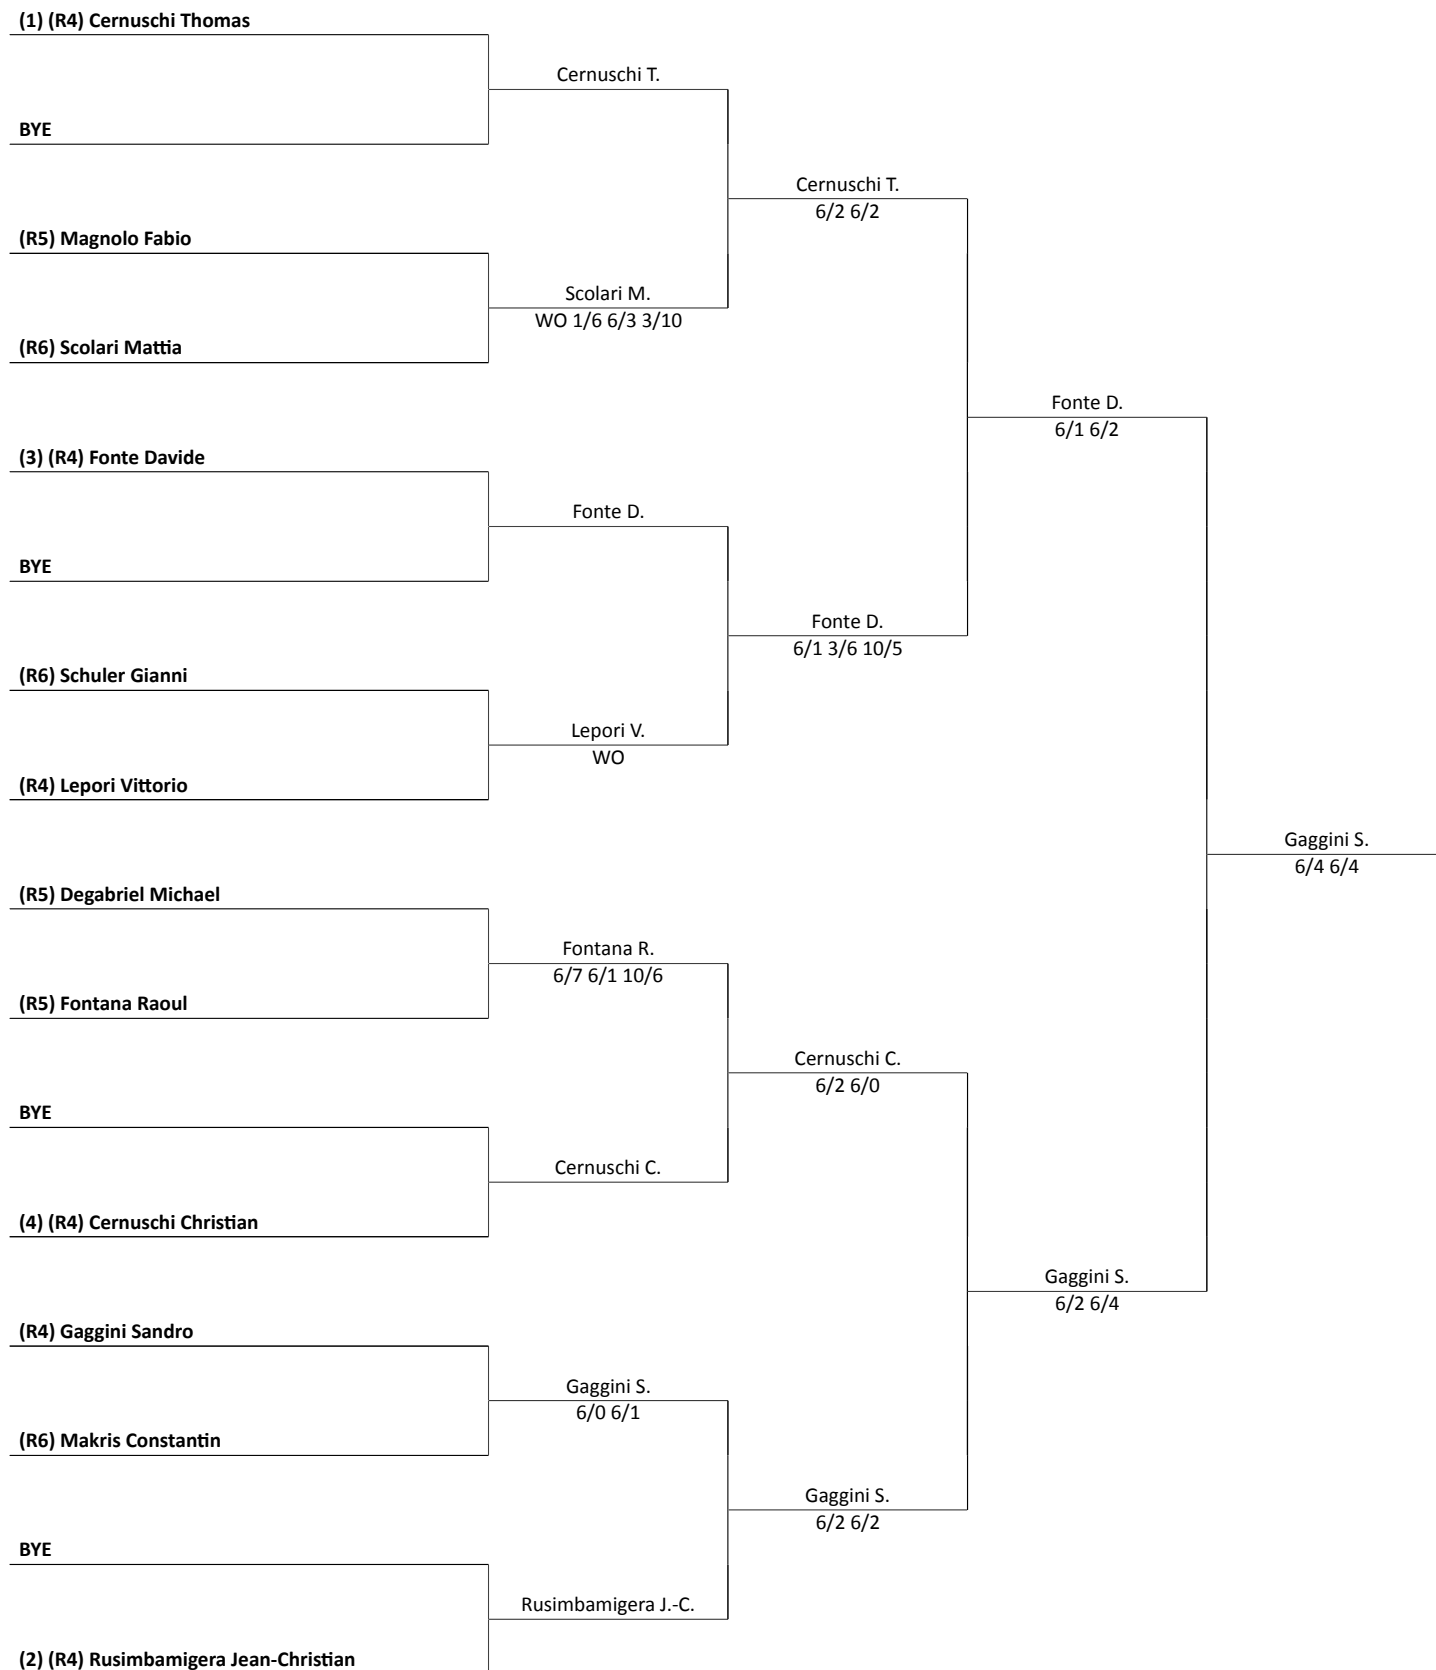 (1) (R4) Cernuschi Thomas
Cernuschi T.
BYE
Cernuschi T.
6/2 6/2
(R5) Magnolo Fabio
Scolari M.
WO 1/6 6/3 3/10
(R6) Scolari Mattia
Fonte D.
6/1 6/2
(3) (R4) Fonte Davide
Fonte D.
BYE
Fonte D.
6/1 3/6 10/5
(R6) Schuler Gianni
Lepori V.
WO
(R4) Lepori Vittorio
Gaggini S.
6/4 6/4
(R5) Degabriel Michael
Fontana R.
6/7 6/1 10/6
(R5) Fontana Raoul
Cernuschi C.
6/2 6/0
BYE
Cernuschi C.
(4) (R4) Cernuschi Christian
Gaggini S.
6/2 6/4
(R4) Gaggini Sandro
Gaggini S.
6/0 6/1
(R6) Makris Constantin
Gaggini S.
6/2 6/2
BYE
Rusimbamigera J.-C.
(2) (R4) Rusimbamigera Jean-Christian